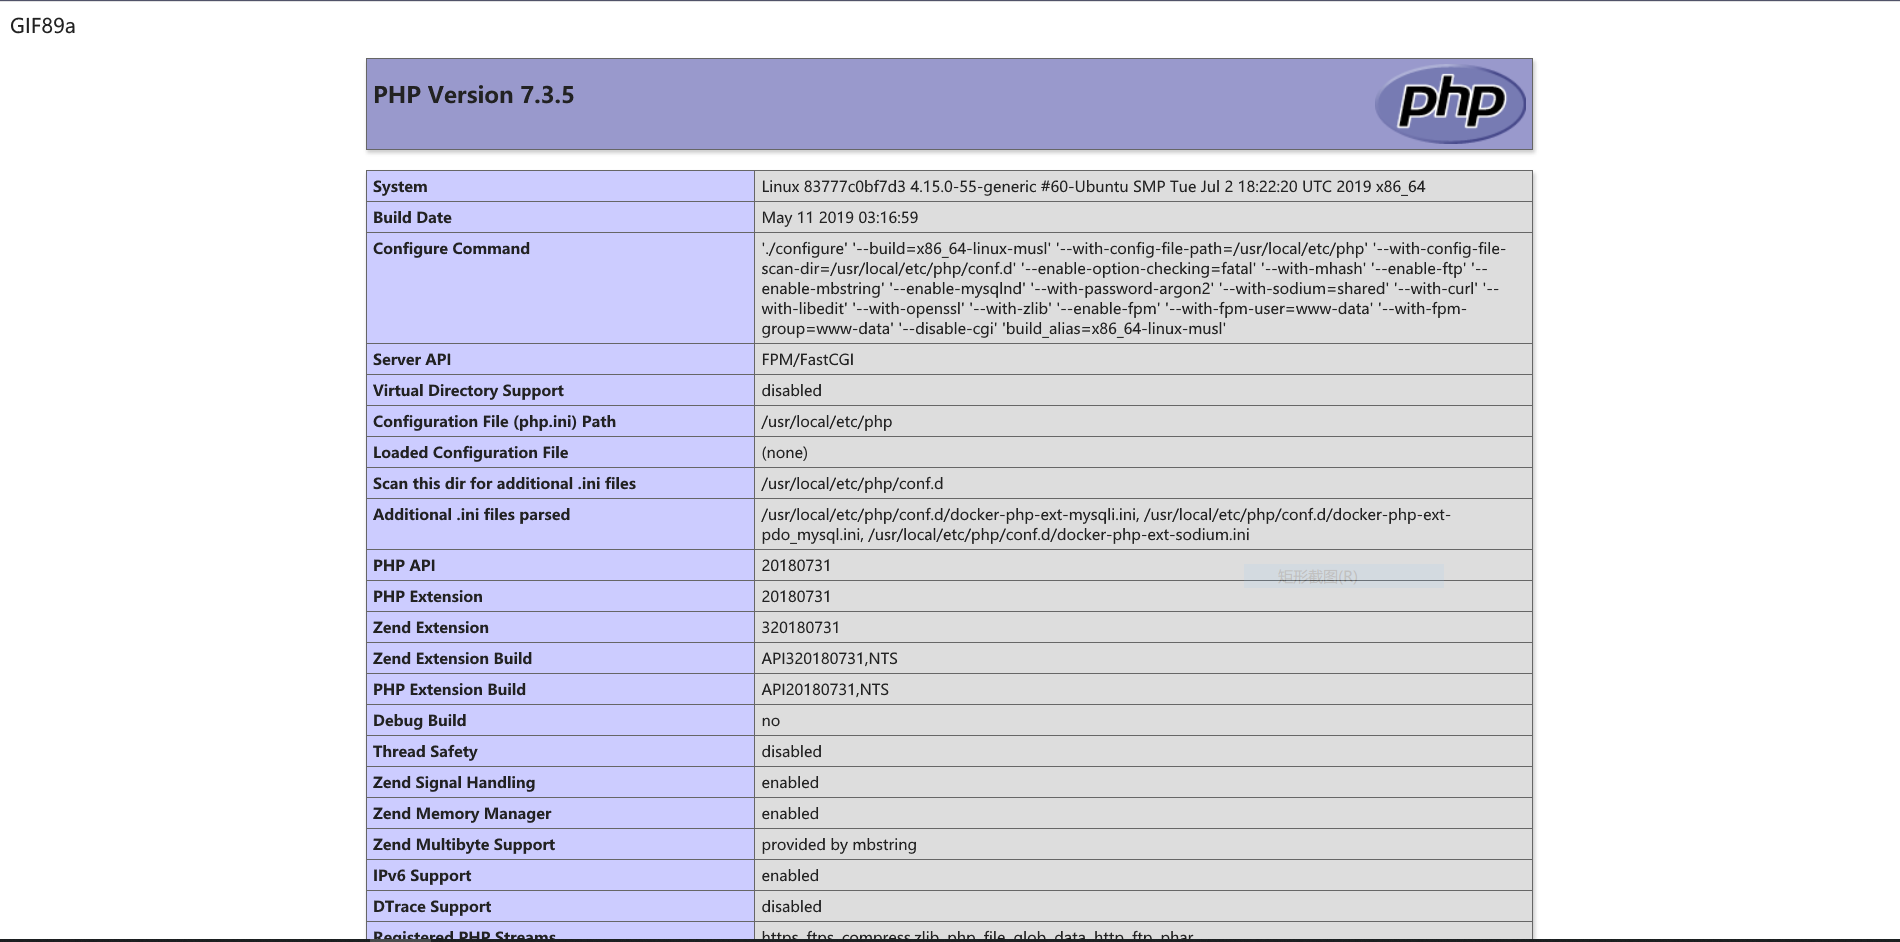 GIF89a
PHP Version 7.3.5
php
System Linux 83777c0bf7d3 4.15.0-55-generic #60-Ubuntu SMP Tue Jul 2 18:22:20 UTC 2019 x86_64
Build Date May 11 2019 03:16:59
Configure Command './configure' '--build=x86_64-linux-musl' '--with-config-file-path=/usr/local/etc/php' '--with-config-file-
scan-dir=/usr/local/etc/php/conf.d' '--enable-option-checking=fatal' '--with-mhash' '--enable-ftp' '--
enable-mbstring' '--enable-mysqlnd' '--with-password-argon2' '--with-sodium=shared' '--with-curl' '--
with-libedit' '--with-openssl' '--with-zlib' '--enable-fpm' '--with-fpm-user=www-data' '--with-fpm-
group=www-data' '--disable-cgi' 'build_alias=x86_64-linux-musl'
Server API FPM/FastCGI
Virtual Directory Support disabled
Configuration File (php.ini) Path /usr/local/etc/php
Loaded Configuration File (none)
Scan this dir for additional .ini files /usr/local/etc/php/conf.d
Additional .ini files parsed /usr/local/etc/php/conf.d/docker-php-ext-mysqli.ini, /usr/local/etc/php/conf.d/docker-php-ext-
pdo_mysql.ini, /usr/local/etc/php/conf.d/docker-php-ext-sodium.ini
PHP API 20180731
矩形截图(R)
PHP Extension 20180731
Zend Extension 320180731
Zend Extension Build API320180731,NTS
PHP Extension Build API20180731,NTS
Debug Build no
Thread Safety disabled
Zend Signal Handling enabled
Zend Memory Manager enabled
Zend Multibyte Support provided by mbstring
IPv6 Support enabled
DTrace Support disabled
Registered PHP Streams https, ftps, compress.zlib, php, file, glob, data, http, ftp, phar